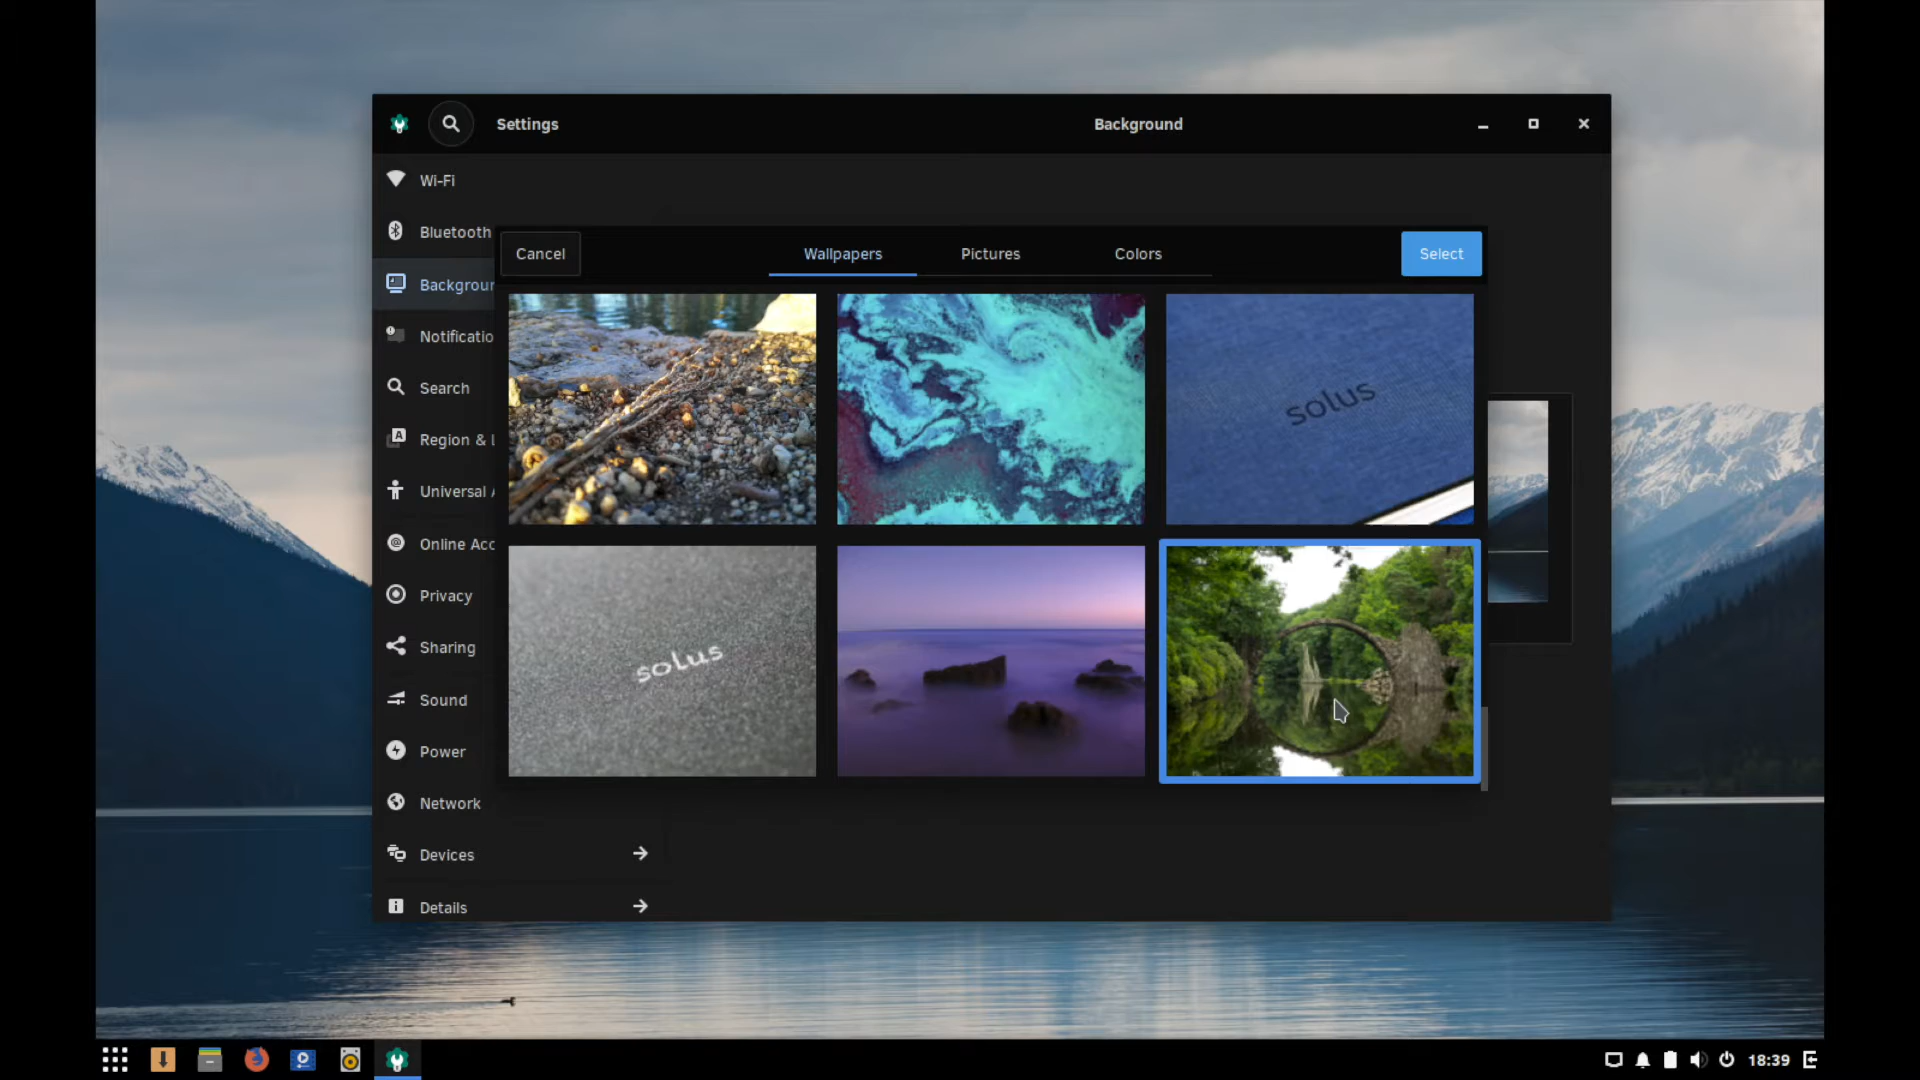 Settings
Background
Wi-Fi
Bluetooth
Backgrour
Notificatio
Search
Region & L
Universal A
Online Acc
Privacy
Sharing
Sound
Power
Network
Devices
Details
Cancel
Wallpapers
Pictures
Colors
Select
solus
solus
18:39